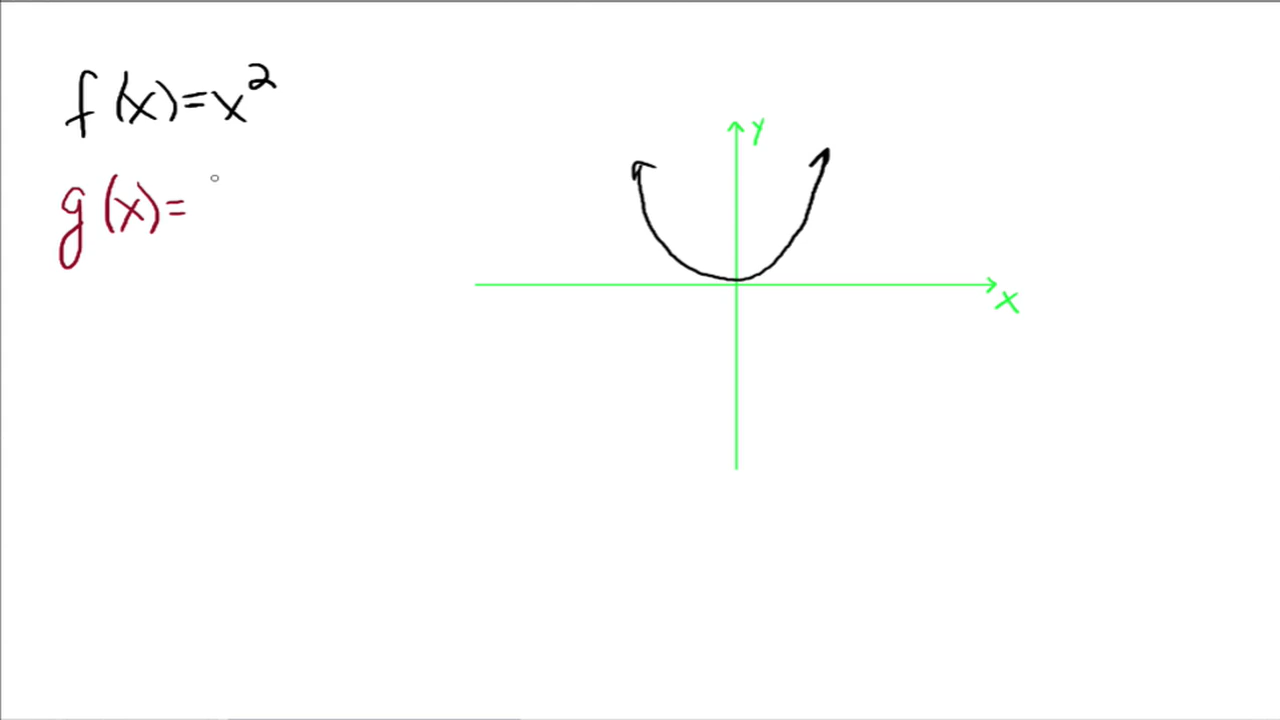 f(x)=x²
g(x)=
y
x